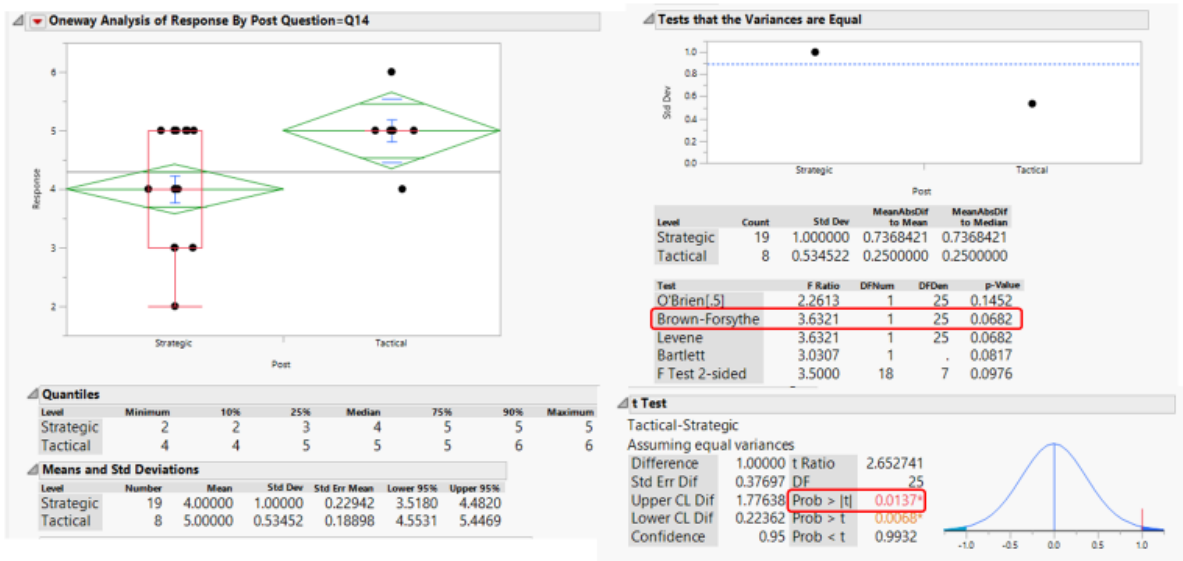 Oneway Analysis of Response By Post Question=Q14
6
5
4
3
2
Response
Strategic Tactical
Post
Quantiles
Level Minimum 10% 25% Median 75% 90% Maximum
Strategic 2 2 3 4 5 5 5
Tactical 4 4 5 5 5 6 6
Means and Std Deviations
Level Number Mean Std Dev Std Err Mean Lower 95% Upper 95%
Strategic 19 4.00000 1.00000 0.22942 3.5180 4.4820
Tactical 8 5.00000 0.53452 0.18898 4.5531 5.4469
Tests that the Variances are Equal
1.0
0.8
0.6
0.4
0.2
0.0
Std Dev
Strategic Tactical
Post
Level Count Std Dev MeanAbsDif to Mean MeanAbsDif to Median
Strategic 19 1.000000 0.7368421 0.7368421
Tactical 8 0.534522 0.2500000 0.2500000
Test F Ratio DFNum DFDen p-Value
O'Brien[.5] 2.2613 1 25 0.1452
Brown-Forsythe 3.6321 1 25 0.0682
Levene 3.6321 1 25 0.0682
Bartlett 3.0307 1 . 0.0817
F Test 2-sided 3.5000 18 7 0.0976
t Test
Tactical-Strategic
Assuming equal variances
Difference 1.00000 t Ratio 2.652741
Std Err Dif 0.37697 DF 25
Upper CL Dif 1.77638 Prob > |t| 0.0137*
Lower CL Dif 0.22362 Prob > t 0.0068*
Confidence 0.95 Prob < t 0.9932
-1.0 -0.5 0.0 0.5 1.0